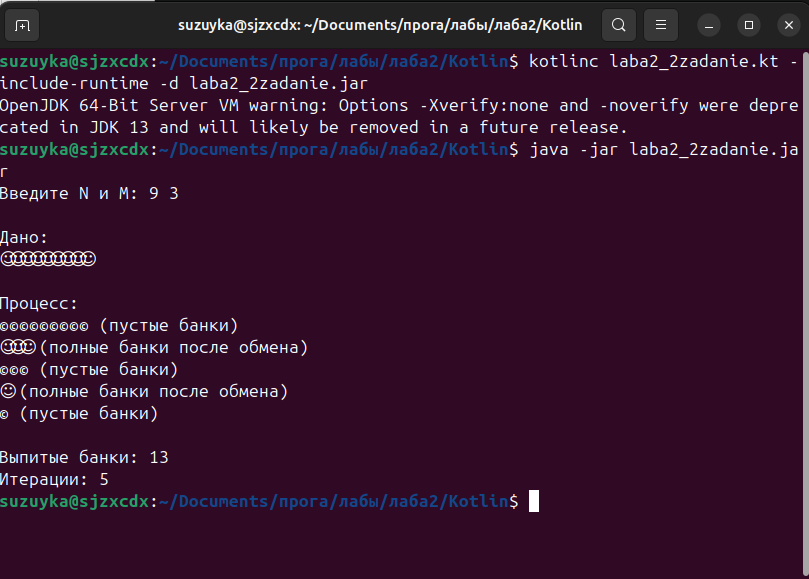 suzuyka@sjzxcdx: ~/Documents/прога/лабы/лаба2/Kotlin
suzuyka@sjzxcdx:~/Documents/прога/лабы/лаба2/Kotlin$ kotlinc laba2_2zadanie.kt -
include-runtime -d laba2_2zadanie.jar
OpenJDK 64-Bit Server VM warning: Options -Xverify:none and -noverify were depre
cated in JDK 13 and will likely be removed in a future release.
suzuyka@sjzxcdx:~/Documents/прога/лабы/лаба2/Kotlin$ java -jar laba2_2zadanie.ja
r
Введите N и M: 9 3
Дано:
☺☺☺☺☺☺☺☺☺
Процесс:
©©©©©©©©© (пустые банки)
☺☺☺(полные банки после обмена)
©©© (пустые банки)
☺(полные банки после обмена)
© (пустые банки)
Выпитые банки: 13
Итерации: 5
suzuyka@sjzxcdx:~/Documents/прога/лабы/лаба2/Kotlin$